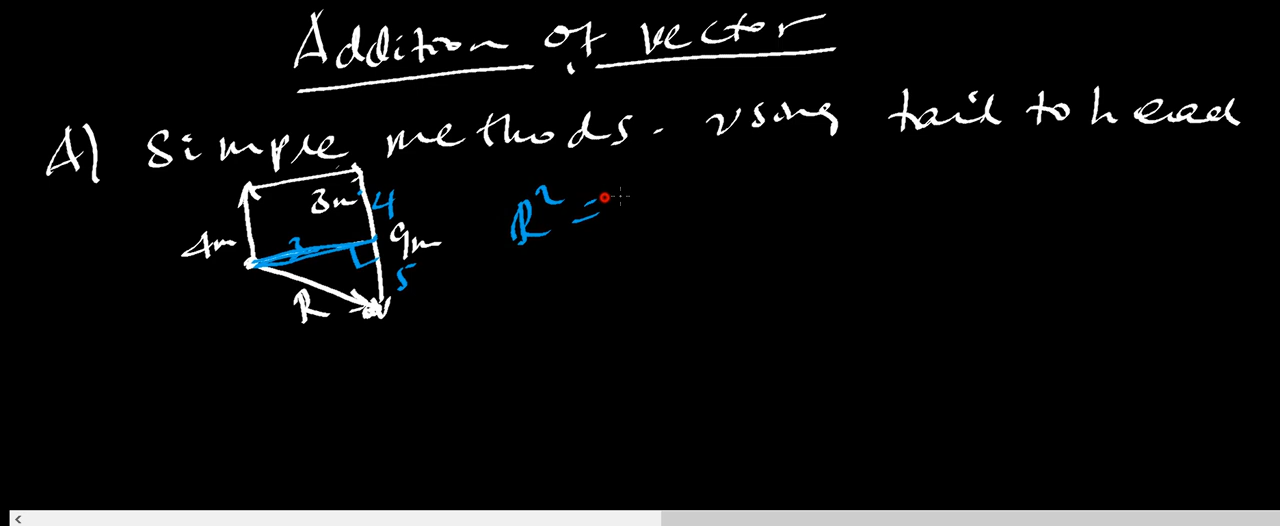 Addition of vector
A) Simple methods. using tail to head
3m 4
4m 3 9m
5
R
R² =